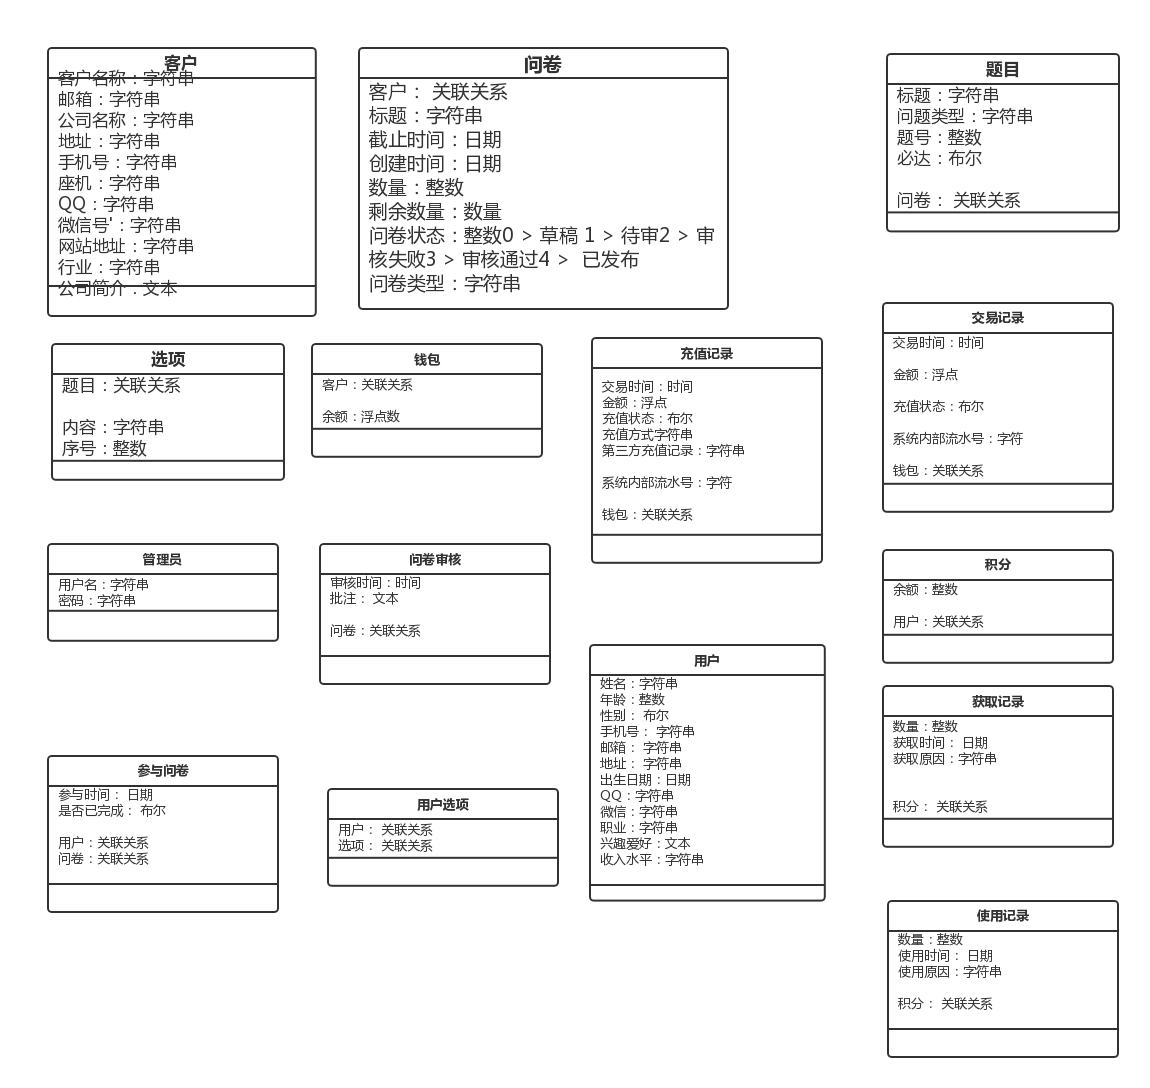 客户
客户名称：字符串
邮箱：字符串
公司名称：字符串
地址：字符串
手机号：字符串
座机：字符串
QQ：字符串
微信号'：字符串
网站地址：字符串
行业：字符串
公司简介：文本
问卷
客户： 关联关系
标题：字符串
截止时间：日期
创建时间：日期
数量：整数
剩余数量：数量
问卷状态：整数0 > 草稿 1 > 待审2 > 审
核失败3 > 审核通过4 > 已发布
问卷类型：字符串
题目
标题：字符串
问题类型：字符串
题号：整数
必达：布尔
问卷： 关联关系
选项
题目：关联关系
内容：字符串
序号：整数
钱包
客户：关联关系
余额：浮点数
充值记录
交易时间：时间
金额：浮点
充值状态：布尔
充值方式字符串
第三方充值记录：字符串
系统内部流水号：字符
钱包：关联关系
交易记录
交易时间：时间
金额：浮点
充值状态：布尔
系统内部流水号：字符
钱包：关联关系
管理员
用户名：字符串
密码：字符串
问卷审核
审核时间：时间
批注： 文本
问卷：关联关系
积分
余额：整数
用户：关联关系
用户
姓名：字符串
年龄：整数
性别： 布尔
手机号： 字符串
邮箱： 字符串
地址： 字符串
出生日期：日期
QQ：字符串
微信：字符串
职业：字符串
兴趣爱好：文本
收入水平：字符串
获取记录
数量：整数
获取时间： 日期
获取原因：字符串
积分： 关联关系
参与问卷
参与时间： 日期
是否已完成： 布尔
用户：关联关系
问卷：关联关系
用户选项
用户： 关联关系
选项： 关联关系
使用记录
数量：整数
使用时间： 日期
使用原因：字符串
积分： 关联关系